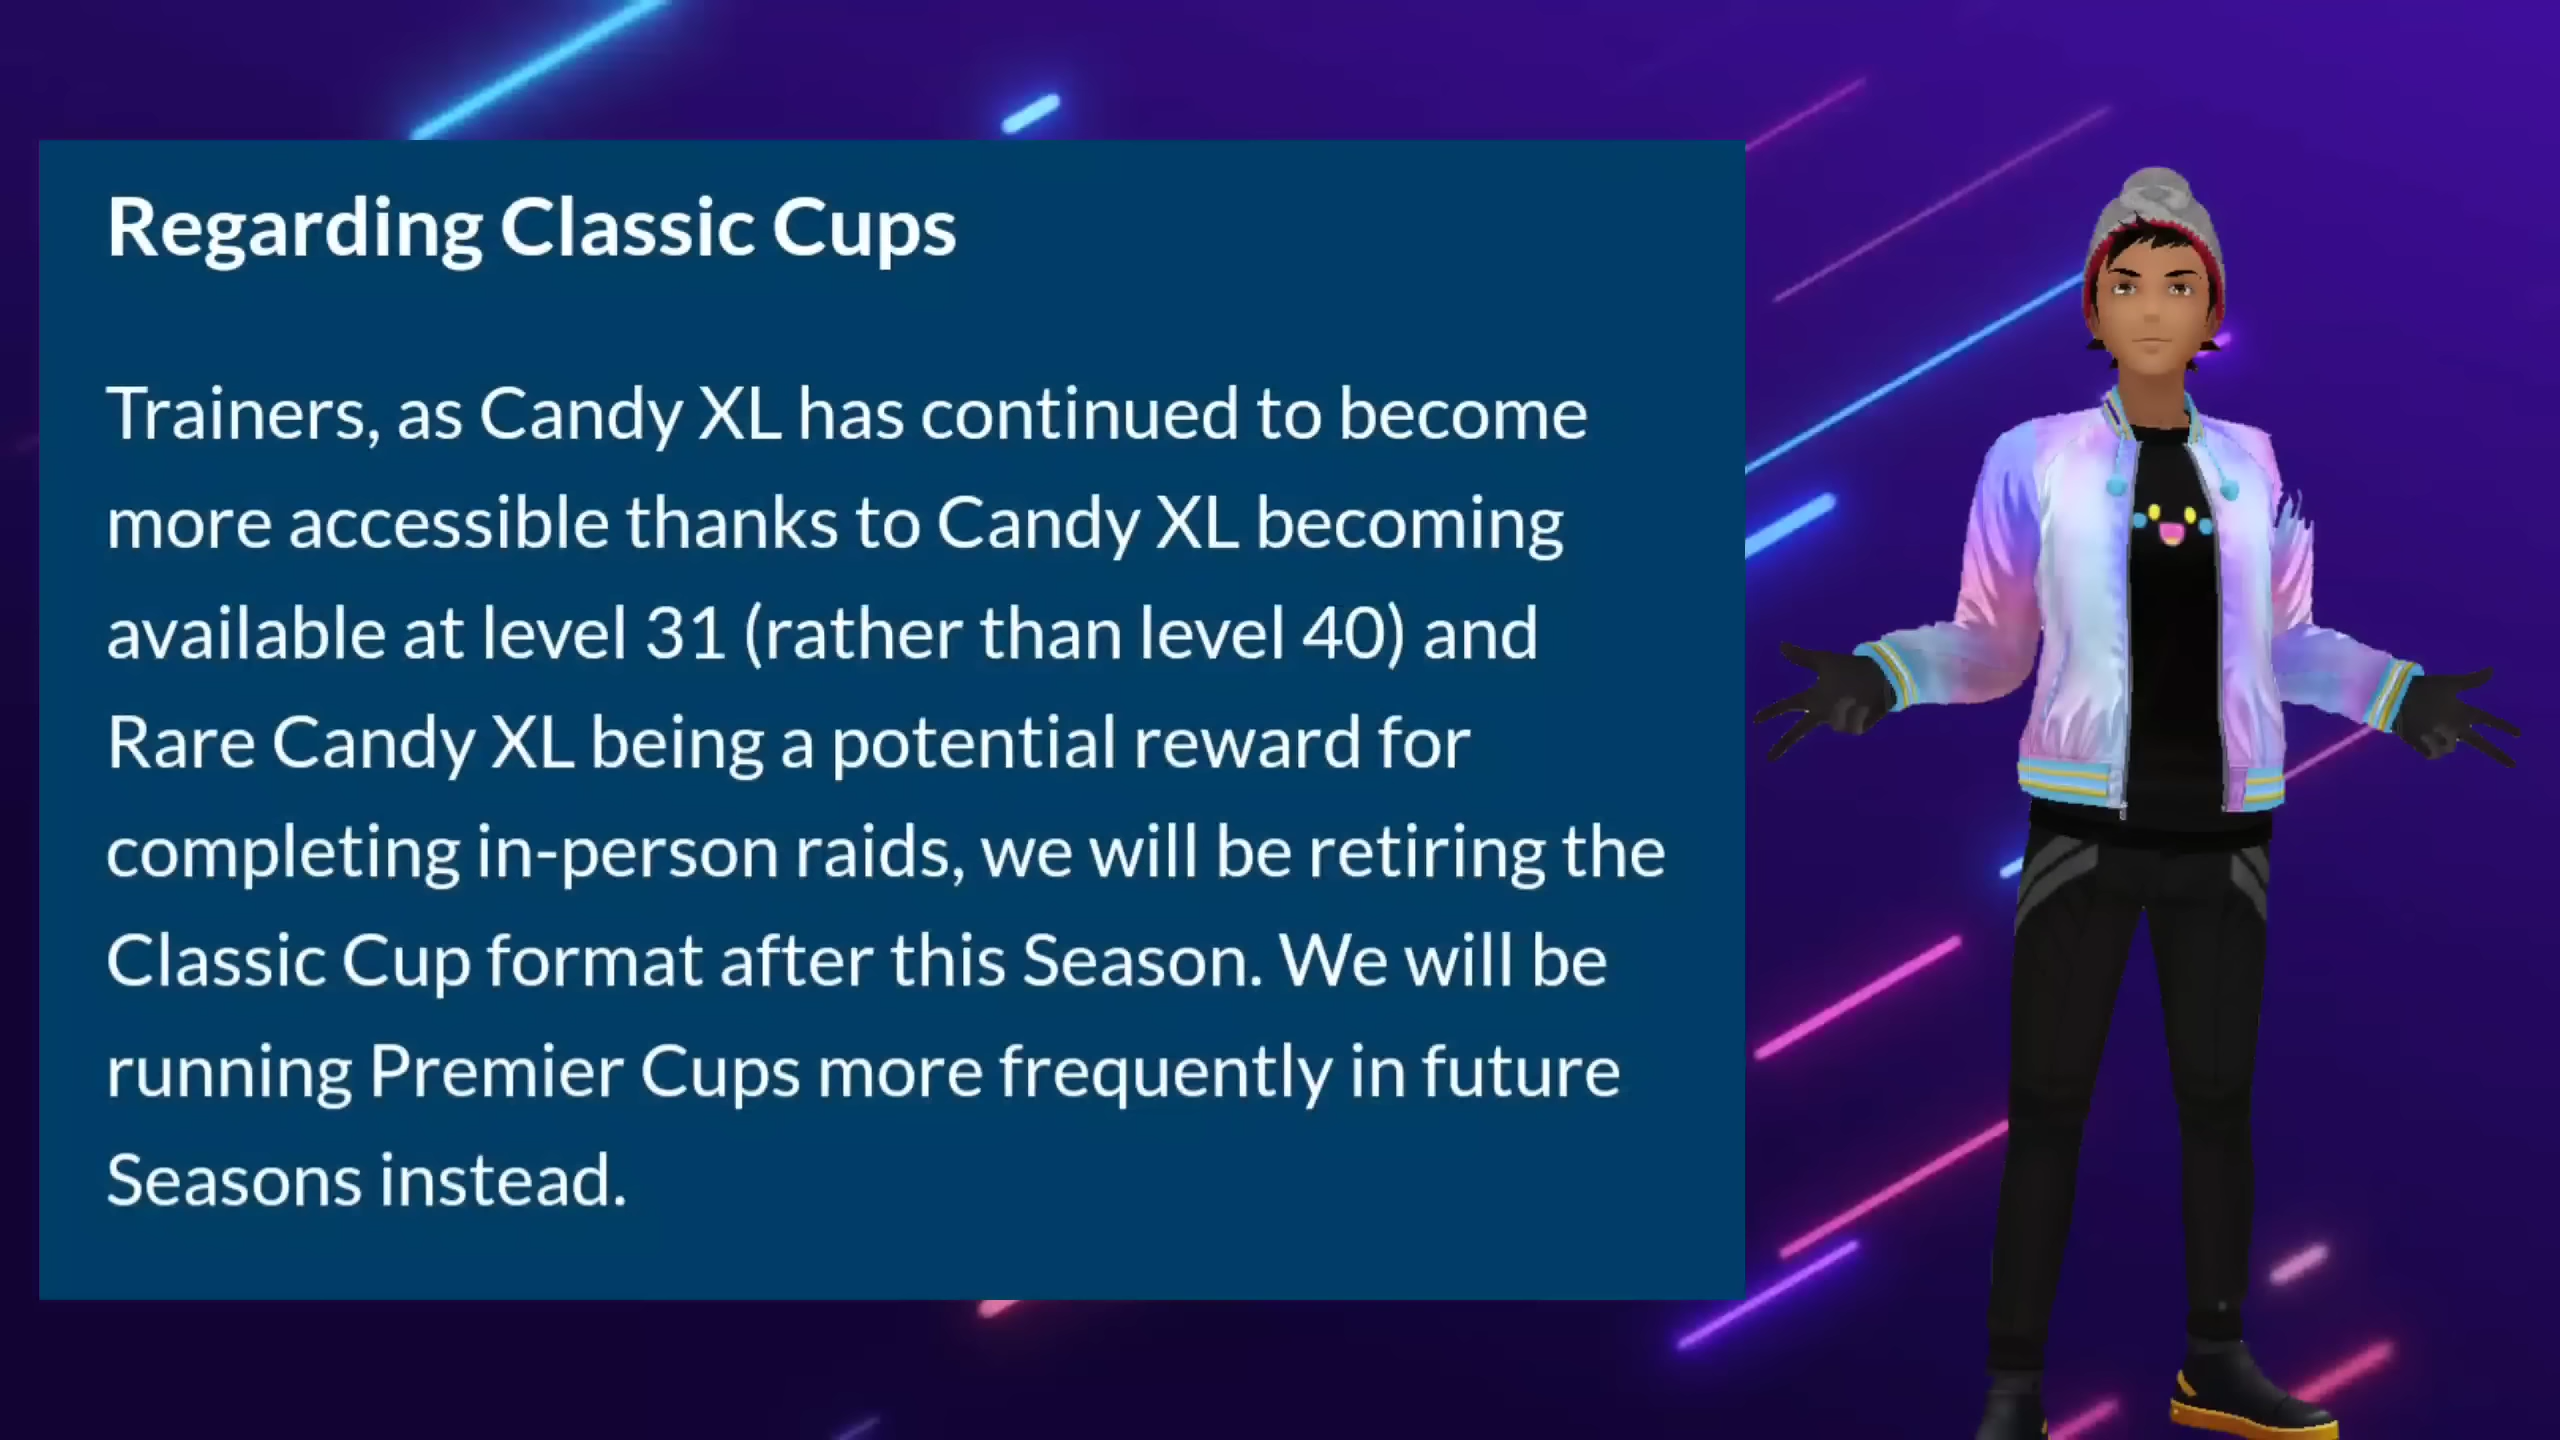 Regarding Classic Cups
Trainers, as Candy XL has continued to become
more accessible thanks to Candy XL becoming
available at level 31 (rather than level 40) and
Rare Candy XL being a potential reward for
completing in-person raids, we will be retiring the
Classic Cup format after this Season. We will be
running Premier Cups more frequently in future
Seasons instead.